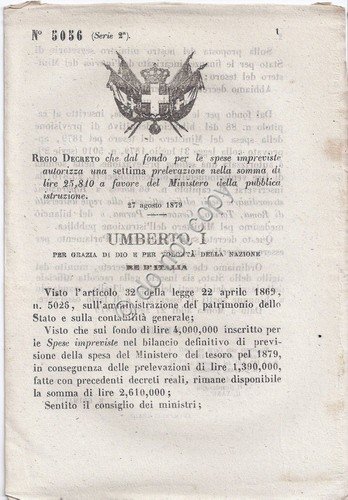 N° 5056 (Serie 2ª).
1
REGIO DECRETO che dal fondo per le spese impreviste
autorizza una settima prelevazione nella somma di
lire 25,810 a favore del Ministero della pubblica
istruzione.
27 agosto 1879
UMBERTO I
PER GRAZIA DI DIO E PER VOLONTÀ DELLA NAZIONE
RE D'ITALIA
Visto l'articolo 32 della legge 22 aprile 1869,
n. 5026, sull'amministrazione del patrimonio dello
Stato e sulla contabilità generale;
Visto che sul fondo di lire 4,000,000 inscritto per
le Spese impreviste nel bilancio definitivo di previ-
sione della spesa del Ministero del tesoro pel 1879,
in conseguenza delle prelevazioni di lire 1,390,000,
fatte con precedenti decreti reali, rimane disponibile
la somma di lire 2,610,000;
Sentito il consiglio dei ministri;
do not copy